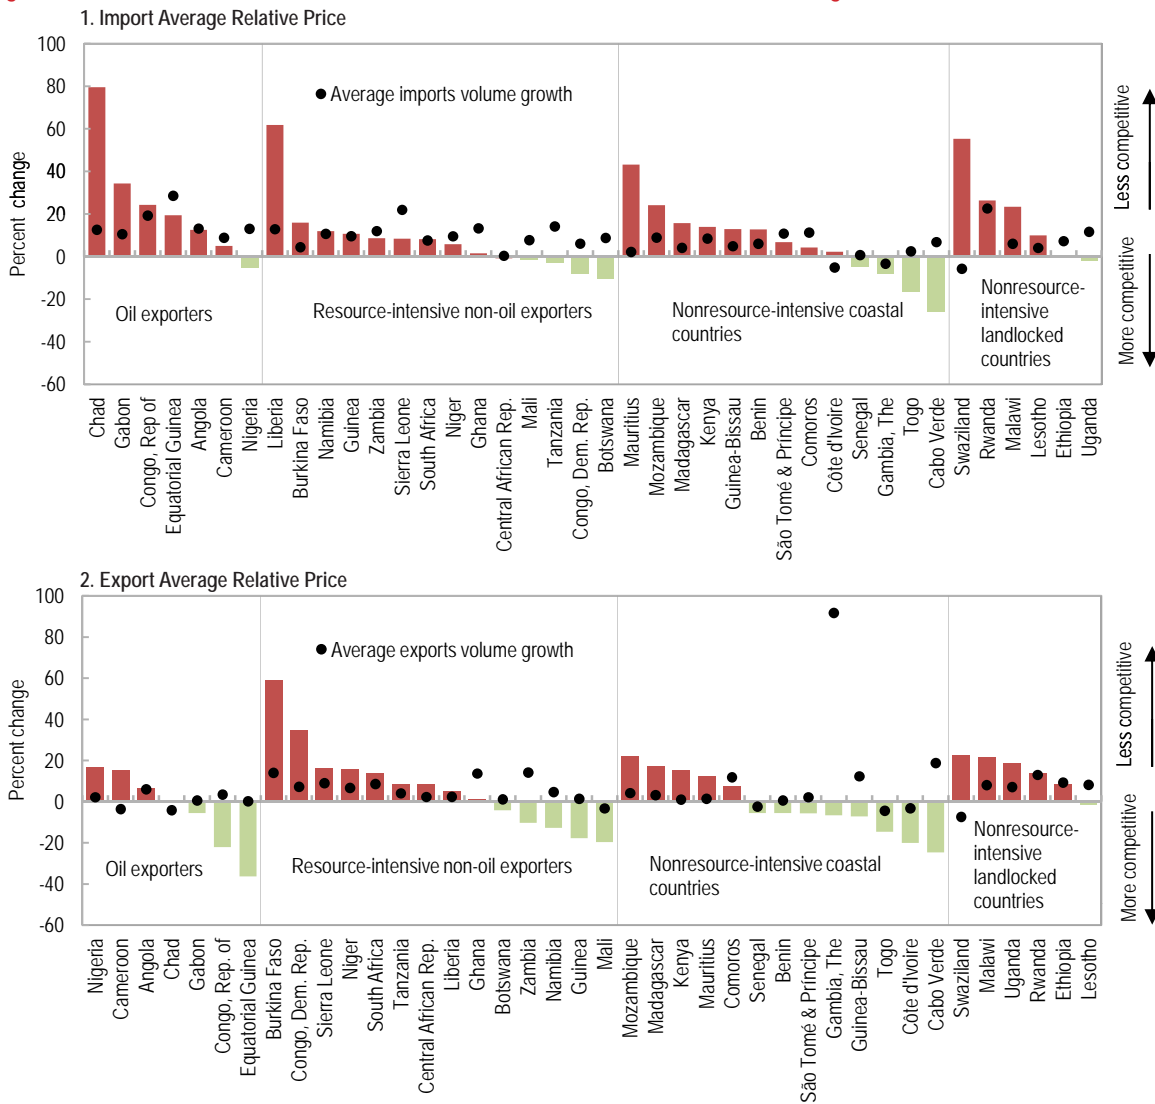 1. Import Average Relative Price
100
80
60
40
20
0
-20
-40
-60
Percent change
Average imports volume growth
Oil exporters
Resource-intensive non-oil exporters
Nonresource-intensive coastal
countries
Nonresource-
intensive
landlocked
countries
Less competitive
More competitive
Chad
Gabon
Congo, Rep of
Equatorial Guinea
Angola
Cameroon
Nigeria
Liberia
Burkina Faso
Namibia
Guinea
Zambia
Sierra Leone
South Africa
Niger
Ghana
Central African Rep.
Mali
Tanzania
Congo, Dem. Rep.
Botswana
Mauritius
Mozambique
Madagascar
Kenya
Guinea-Bissau
Benin
São Tomé & Príncipe
Comoros
Côte d'Ivoire
Senegal
Gambia, The
Togo
Cabo Verde
Swaziland
Rwanda
Malawi
Lesotho
Ethiopia
Uganda
2. Export Average Relative Price
100
80
60
40
20
0
-20
-40
-60
Percent change
Average exports volume growth
Oil exporters
Resource-intensive non-oil exporters
Nonresource-intensive coastal
countries
Nonresource-
intensive
landlocked
countries
Less competitive
More competitive
Nigeria
Cameroon
Angola
Chad
Gabon
Congo, Rep. of
Equatorial Guinea
Burkina Faso
Congo, Dem. Rep.
Sierra Leone
Niger
South Africa
Tanzania
Central African Rep.
Liberia
Ghana
Botswana
Zambia
Namibia
Guinea
Mali
Mozambique
Madagascar
Kenya
Mauritius
Comoros
Senegal
Benin
São Tomé & Príncipe
Gambia, The
Guinea-Bissau
Togo
Côte d'Ivoire
Cabo Verde
Swaziland
Malawi
Uganda
Rwanda
Ethiopia
Lesotho